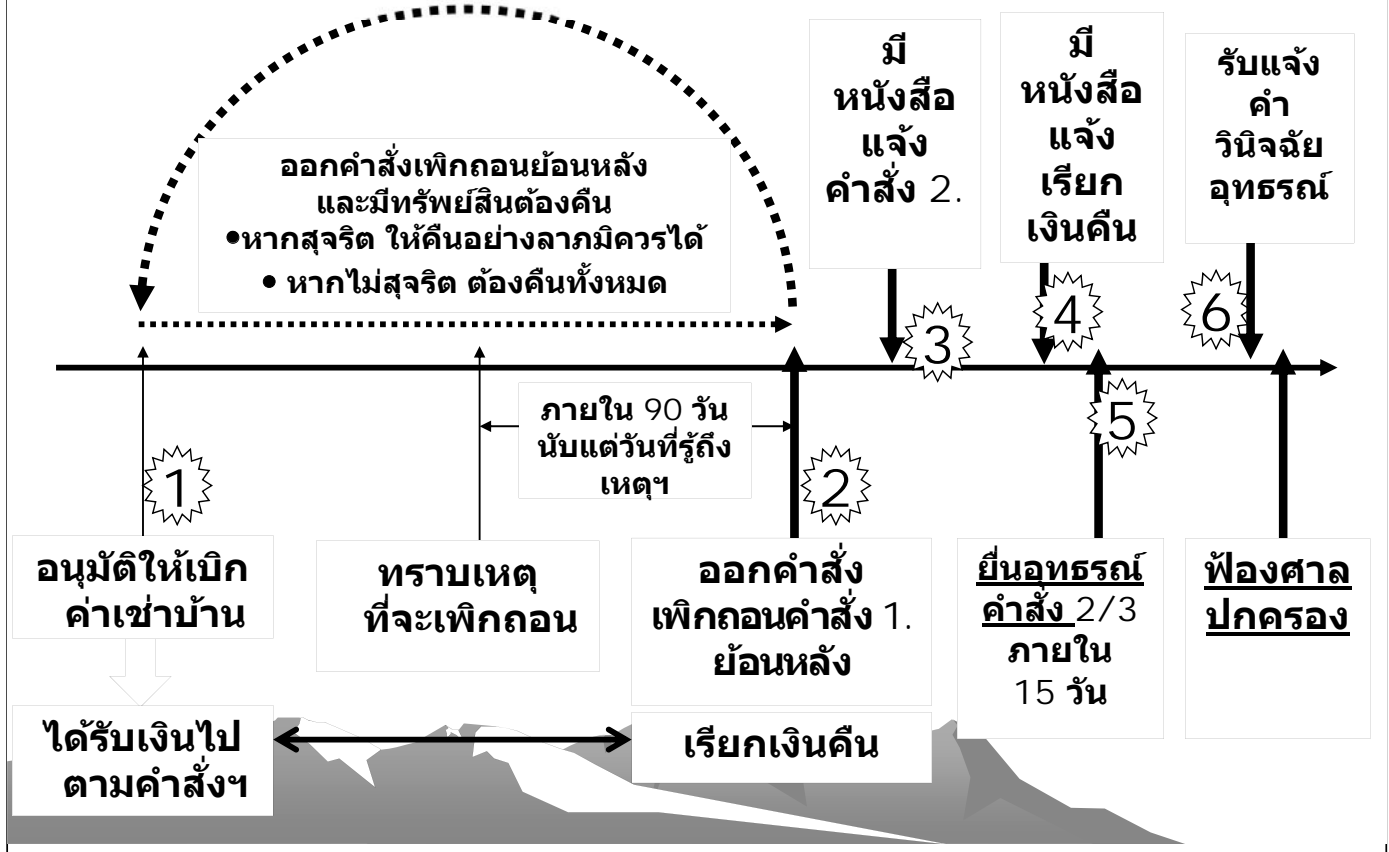 ออกคำสั่งเพิกถอนย้อนหลัง
และมีทรัพย์สินต้องคืน
•หากสุจริต ให้คืนอย่างลาภมิควรได้
• หากไม่สุจริต ต้องคืนทั้งหมด
มี
หนังสือ
แจ้ง
คำสั่ง 2.
มี
หนังสือ
แจ้ง
เรียก
เงินคืน
รับแจ้ง
คำ
วินิจฉัย
อุทธรณ์
3
4
6
ภายใน 90 วัน
นับแต่วันที่รู้ถึง
เหตุฯ
1
2
5
อนุมัติให้เบิก
ค่าเช่าบ้าน
ทราบเหตุ
ที่จะเพิกถอน
ออกคำสั่ง
เพิกถอนคำสั่ง 1.
ย้อนหลัง
ยื่นอุทธรณ์
คำสั่ง 2/3
ภายใน
15 วัน
ฟ้องศาล
ปกครอง
ได้รับเงินไป
ตามคำสั่งฯ
เรียกเงินคืน